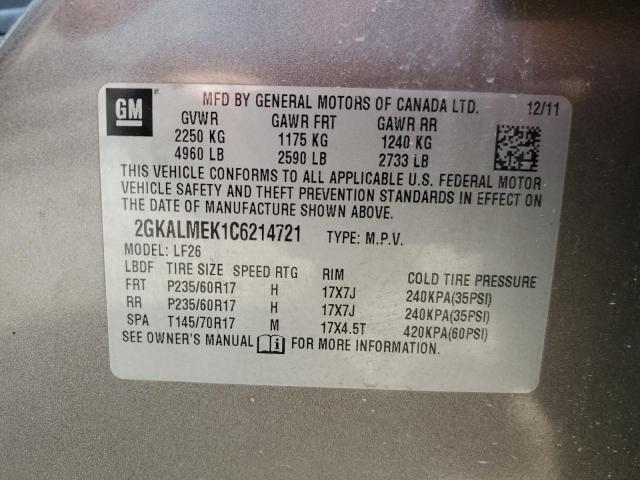 GM
MFD BY GENERAL MOTORS OF CANADA LTD. 12/11
GVWR GAWR FRT GAWR RR
2250 KG 1175 KG 1240 KG
4960 LB 2590 LB 2733 LB
THIS VEHICLE CONFORMS TO ALL APPLICABLE U.S. FEDERAL MOTOR
VEHICLE SAFETY AND THEFT PREVENTION STANDARDS IN EFFECT ON
THE DATE OF MANUFACTURE SHOWN ABOVE.
2GKALMEK1C6214721 TYPE: M.P.V.
MODEL: LF26
LBDF TIRE SIZE SPEED RTG RIM COLD TIRE PRESSURE
FRT P235/60R17 H 17X7J 240KPA(35PSI)
RR P235/60R17 H 17X7J 240KPA(35PSI)
SPA T145/70R17 M 17X4.5T 420KPA(60PSI)
SEE OWNER'S MANUAL i FOR MORE INFORMATION.